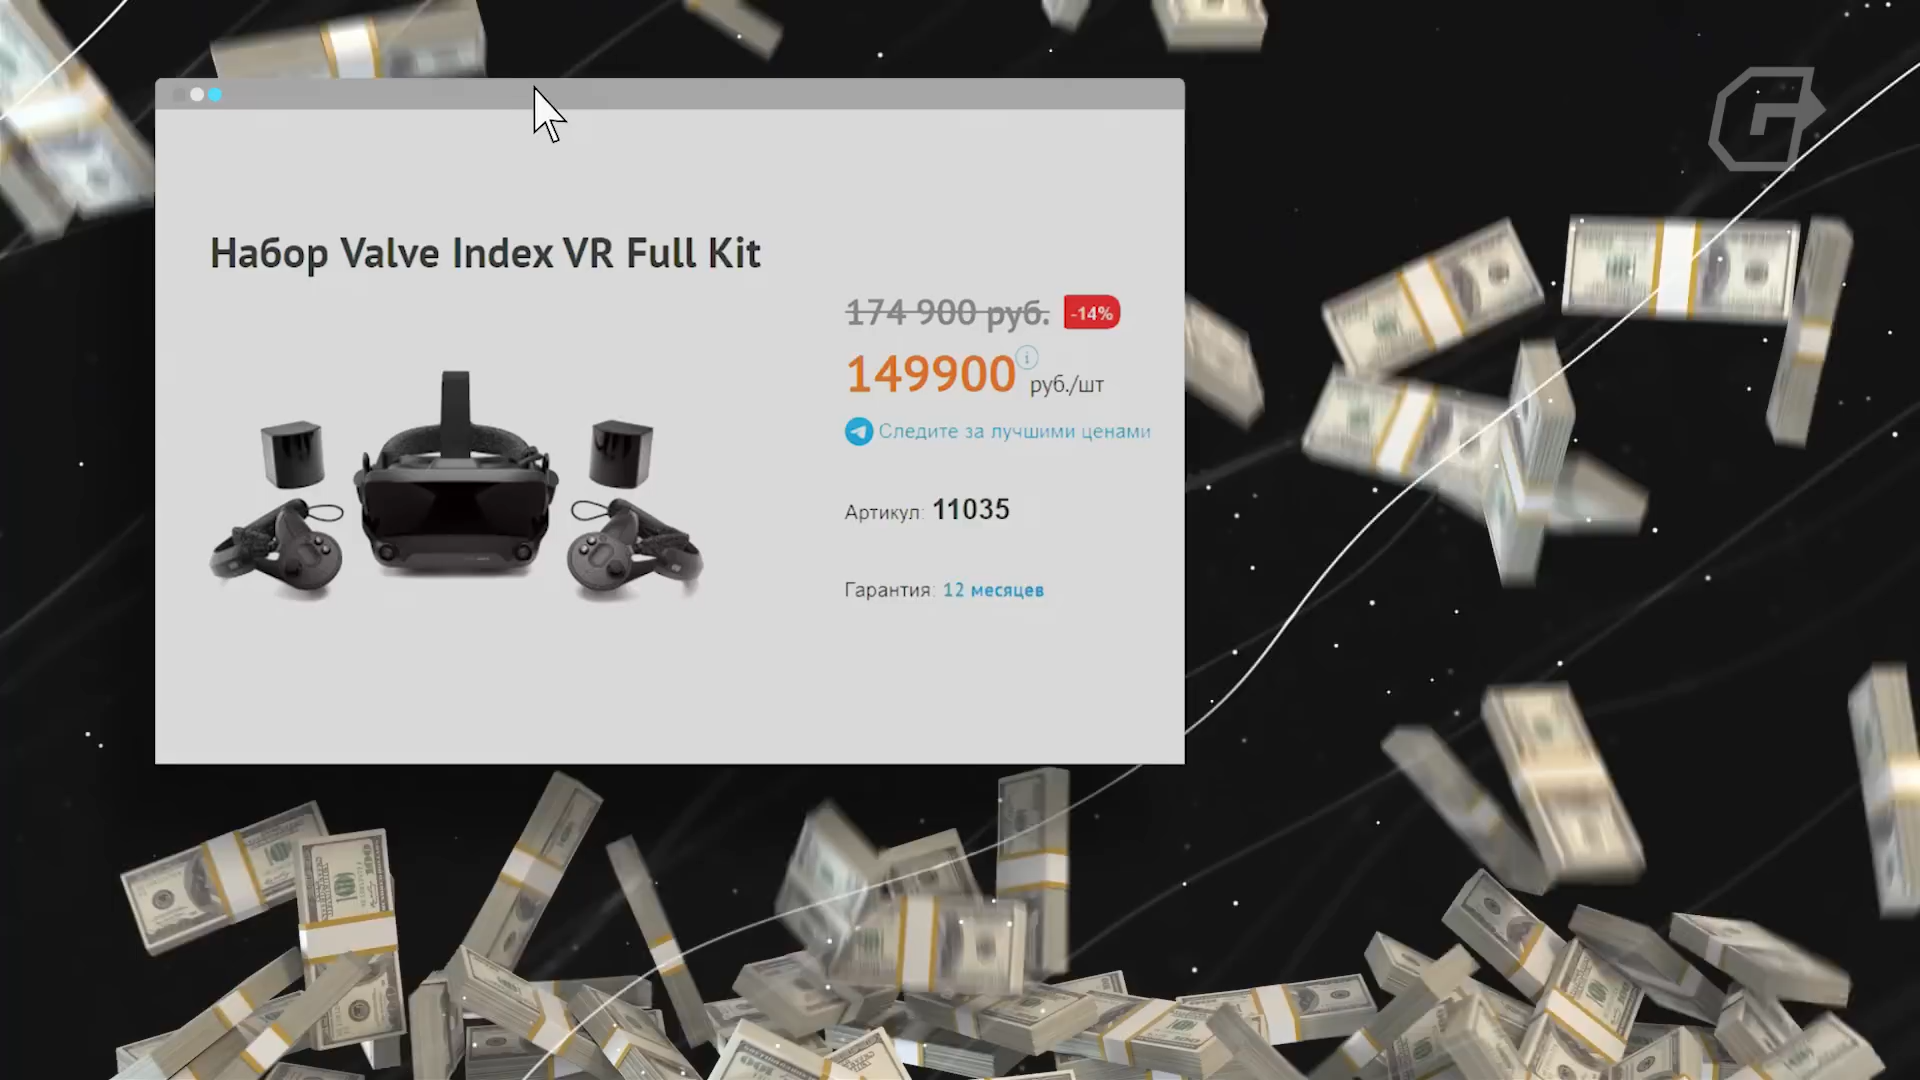 Набор Valve Index VR Full Kit
174 900 руб. -14%
149900 руб./шт
Следите за лучшими ценами
Артикул: 11035
Гарантия: 12 месяцев